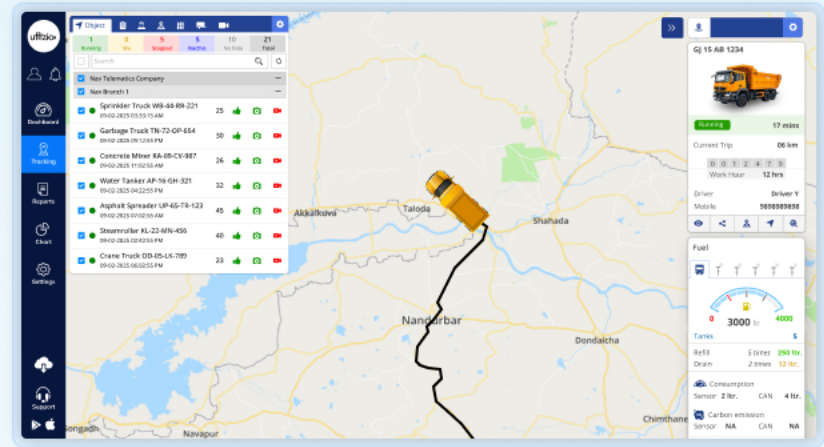 uffizio
Dashboard
Tracking
Reports
Chart
Settings
Support
Object
1 0 5 5 10 21
Running Idle Stopped Inactive No Data Total
Search
Nav Telematics Company
Nav Branch 1
Sprinkler Truck WB-44-RR-221
25
09-02-2025 03:33:15 AM
Garbage Truck TN-72-OP-654
30
09-02-2025 09:12:55 PM
Concrete Mixer KA-09-CV-987
26
09-02-2025 11:02:55 AM
Water Tanker AP-16-GH-321
32
09-02-2025 04:22:55 PM
Asphalt Spreader UP-65-TR-123
45
09-02-2025 07:02:55 AM
Steamroller KL-22-MN-456
40
09-02-2025 02:42:55 PM
Crane Truck OD-05-LK-789
23
09-02-2025 06:02:55 PM
Akkalkuva
Taloda
Shahada
Nandurbar
Dondaicha
Chimthane
Navapur
Songadh
GJ 15 AB 1234
Running 17 mins
Current Trip 06 km
0 0 1 2 4 7 9
Work Hour 12 hrs
Driver Driver Y
Mobile 9898989898
Fuel
0 3000 ltr 4000
Tanks 5
Refill 5 times 250 ltr.
Drain 2 times 12 ltr.
Consumption
Sensor 2 ltr. CAN 4 ltr.
Carbon emission
Sensor NA CAN NA